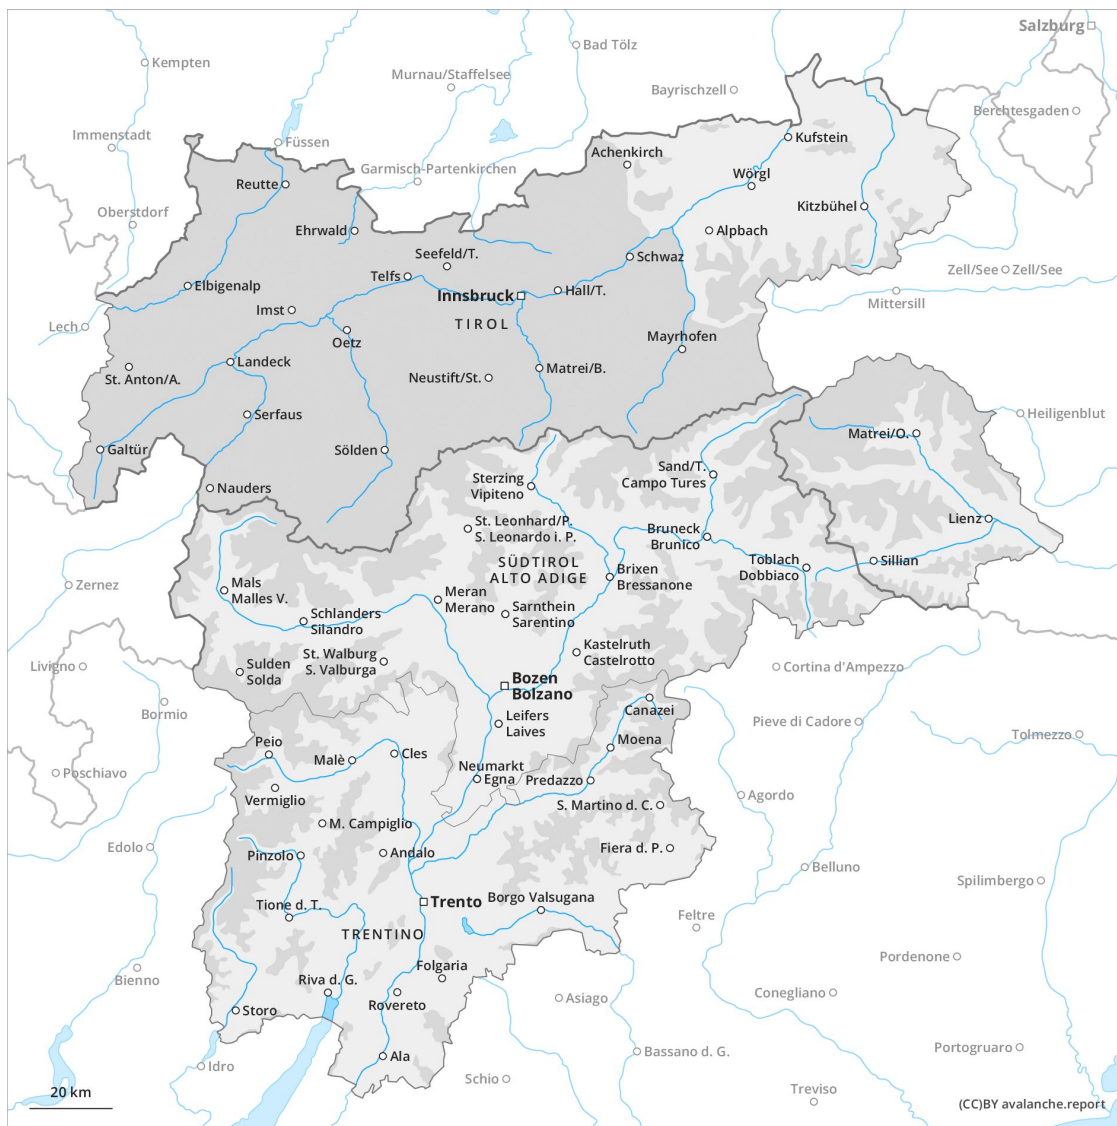 Salzburg
Bad Tölz
Kempten
Murnau/Staffelsee
Bayrischzell
Berchtesgaden
Immenstadt
Füssen
Kufstein
Achenkirch
Garmisch-Partenkirchen
Wörgl
Reutte
Oberstdorf
Kitzbühel
Ehrwald
Alpbach
Seefeld/T.
Schwaz
Zell/See
Zell/See
Telfs
Elbigenalp
Hall/T.
Innsbruck
Mittersill
Imst
TIROL
Lech
Oetz
Mayrhofen
Landeck
Matrei/B.
St. Anton/A.
Neustift/St.
Serfaus
Heiligenblut
Matrei/O.
Galtür
Sölden
Sand/T.
Campo Tures
Sterzing
Vipiteno
Nauders
Lienz
St. Leonhard/P.
S. Leonardo i. P.
Bruneck
Brunico
SÜDTIROL
ALTO ADIGE
Toblach
Dobbiaco
Sillian
Brixen
Bressanone
Zernez
Mals
Malles V.
Meran
Merano
Sarnthein
Sarentino
Schlanders
Silandro
Kastelruth
Castelrotto
St. Walburg
S. Valburga
Livigno
Sulden
Solda
Cortina d'Ampezzo
Bozen
Bolzano
Canazei
Bormio
Leifers
Laives
Pieve di Cadore
Tolmezzo
Peio
Moena
Cles
Malè
Poschiavo
Neumarkt
Egna
Predazzo
Vermiglio
Agordo
S. Martino d. C.
M. Campiglio
Edolo
Fiera d. P.
Pinzolo
Andalo
Belluno
Spilimbergo
Borgo Valsugana
Trento
Tione d. T.
Feltre
TRENTINO
Pordenone
Folgaria
Bienno
Riva d. G.
Conegliano
Asiago
Rovereto
Storo
Portogruaro
Bassano d. G.
Ala
Idro
Schio
Treviso
20 km
(CC)BY avalanche.report